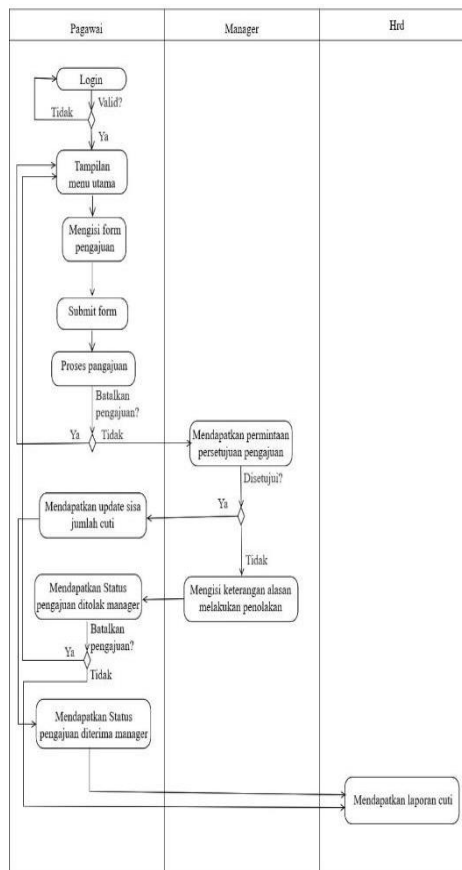 Pagawai
Manager
Hrd
Login
Valid?
Tidak
Ya
Tampilan
menu utama
Mengisi form
pengajuan
Submit form
Proses pangajuan
Batalkan
pengajuan?
Ya
Tidak
Mendapatkan permintaan
persetujuan pengajuan
Disetujui?
Ya
Mendapatkan update sisa
jumlah cuti
Tidak
Mengisi keterangan alasan
melakukan penolakan
Mendapatkan Status
pengajuan ditolak manager
Batalkan
pengajuan?
Ya
Tidak
Mendapatkan Status
pengajuan diterima manager
Mendapatkan laporan cuti